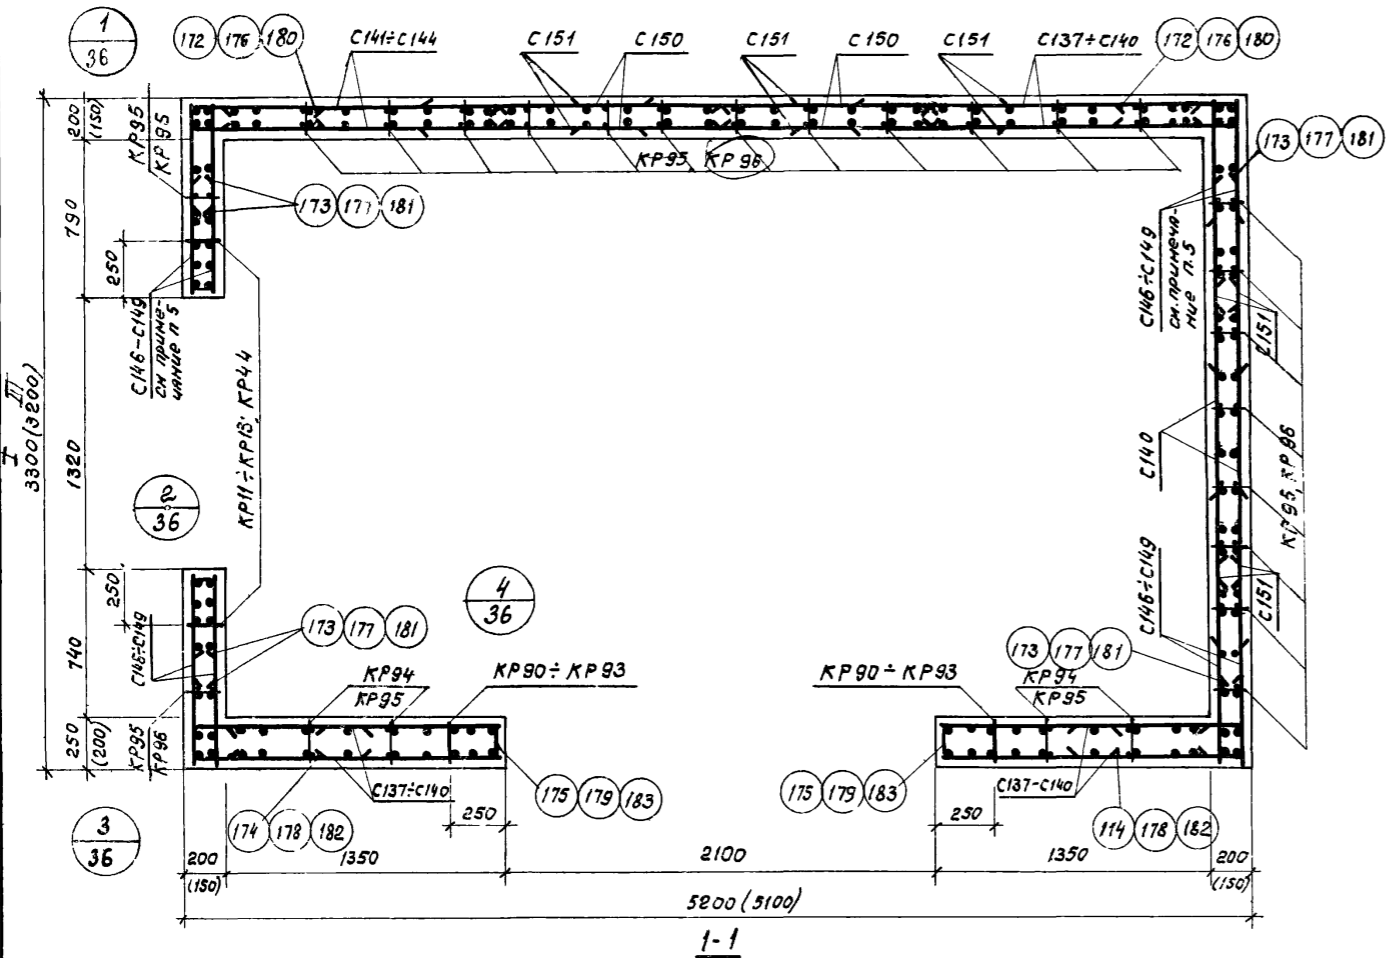 1
36
172 176 180
С141÷С144
С151
С150
С151
С150
С151
С137÷С140
172 176 180
200
(150)
КР95
КР95
КР95 КР96
173 177 181
173 177 181
790
250
С146-С149
см приме-
чание п 5
С146÷С149
см.примеча-
ние п.5
С151
I III
3300(3200)
КР11÷КР13; КР44
1320
2
36
С140
КР95, КР96
4
36
250
740
С146÷С149
173 177 181
С146÷С149
С151
173 177 181
КР94
КР95
КР90÷КР93
КР90÷КР93
КР94
КР95
250
(200)
КР95
КР96
С137÷С140
175 179 183
175 179 183
С137-С140
3
36
174 178 182
250
250
114 178 182
200
(150)
1350
2100
1350
200
(150)
5200(5100)
1-1